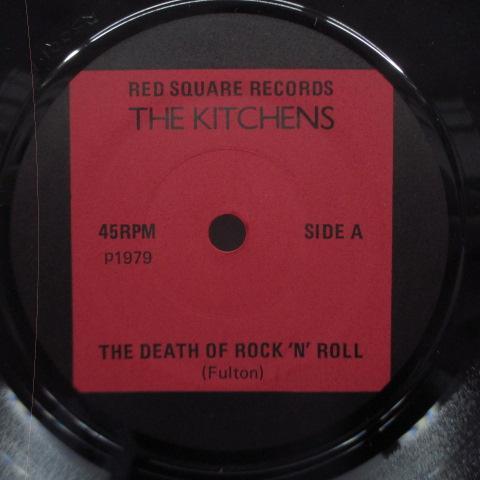 RED SQUARE RECORDS
THE KITCHENS
45RPM
SIDE A
P1979
THE DEATH OF ROCK 'N' ROLL
(Fulton)